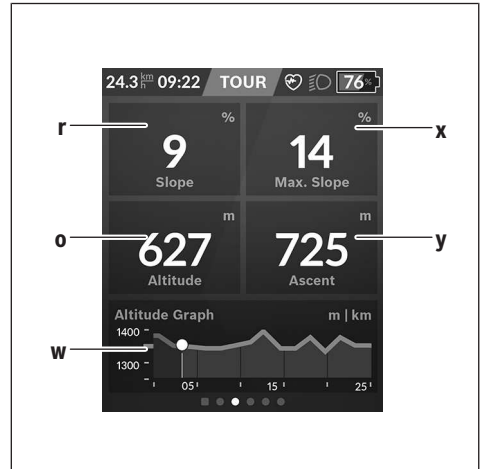 24.3 km/h 09:22 TOUR 76%
r
%
9
Slope
%
14
Max. Slope
x
o
m
627
Altitude
m
725
Ascent
y
Altitude Graph m | km
w
1400
1300
05 15 25